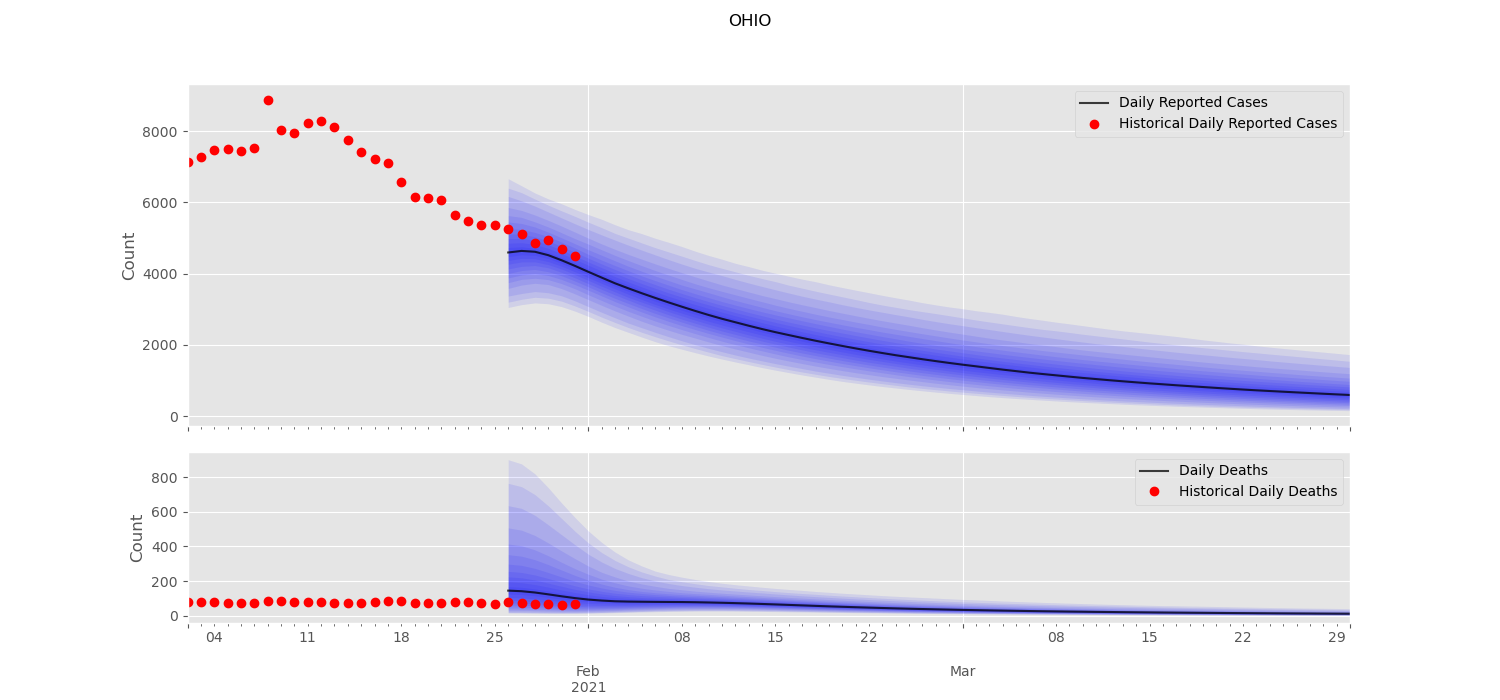 OHIO
Daily Reported Cases
Historical Daily Reported Cases
8000
6000
4000
2000
0
Count
Daily Deaths
Historical Daily Deaths
800
600
400
200
0
Count
04 11 18 25 08 15 22 08 15 22 29
Feb Mar
2021